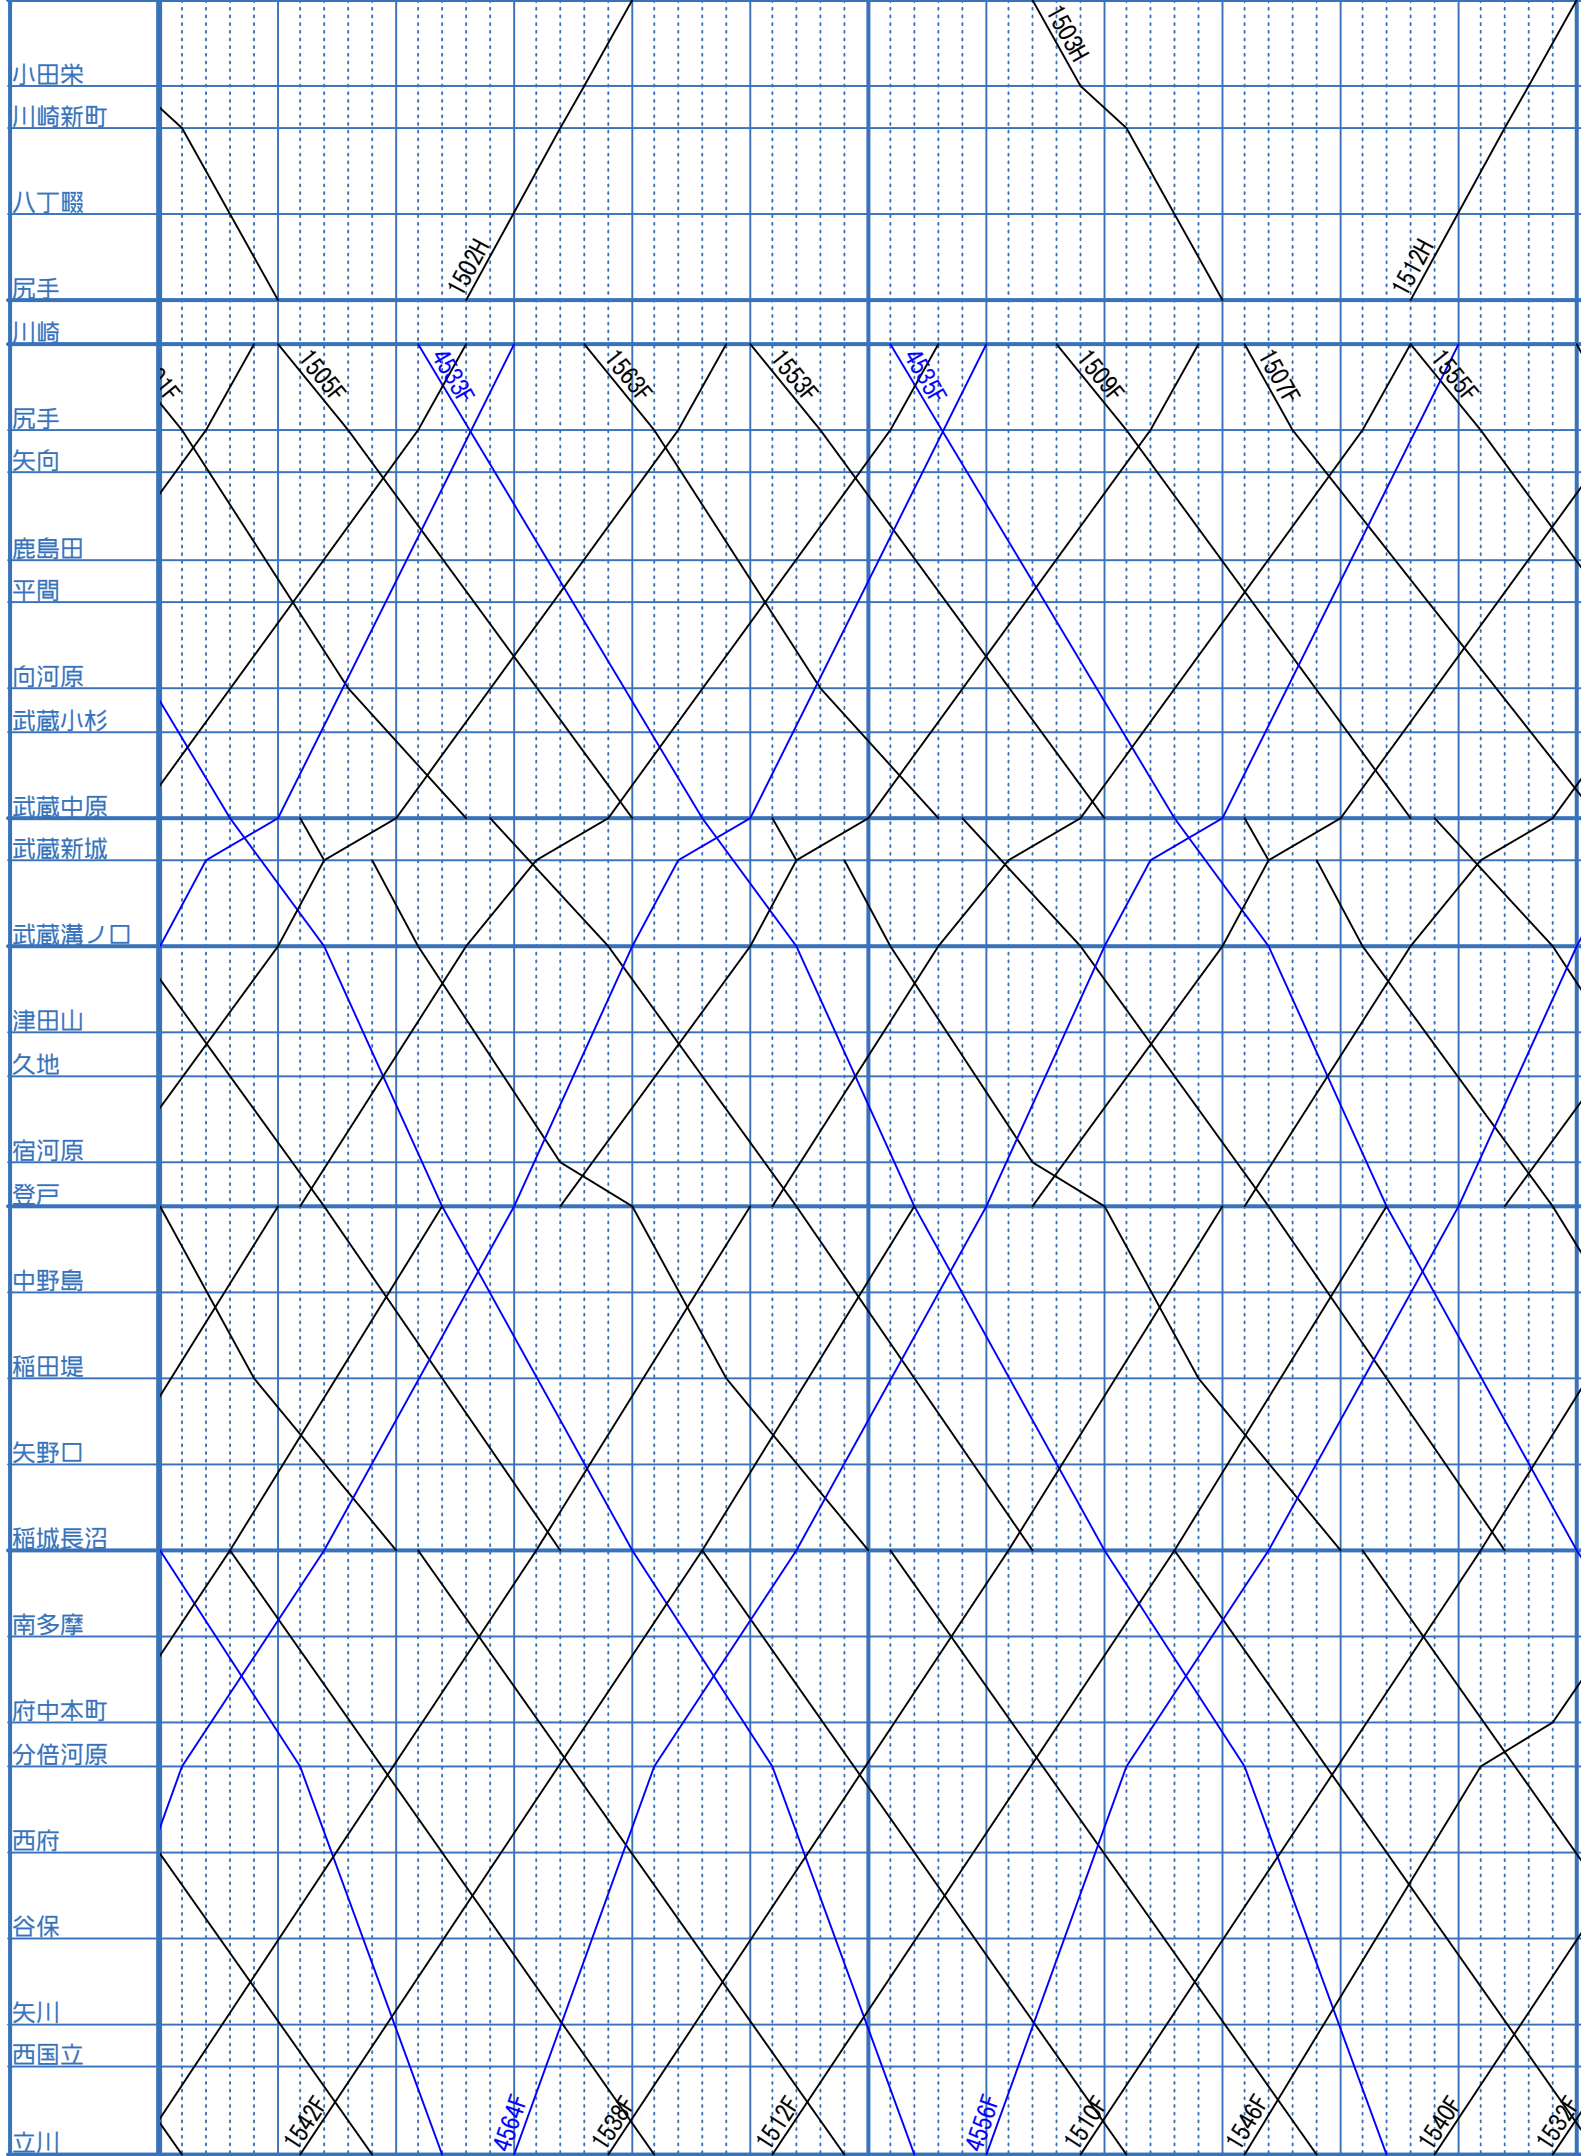 小田栄
川崎新町
八丁畷
尻手
川崎
尻手
矢向
鹿島田
平間
向河原
武蔵小杉
武蔵中原
武蔵新城
武蔵溝ノ口
津田山
久地
宿河原
登戸
中野島
稲田堤
矢野口
稲城長沼
南多摩
府中本町
分倍河原
西府
谷保
矢川
西国立
立川
1503H
1502H
1512H
01F
1505F
4533F
1563F
1553F
4535F
1509F
1507F
1555F
1542F
4564F
1538F
1512F
4556F
1510F
1546F
1540F
1532F